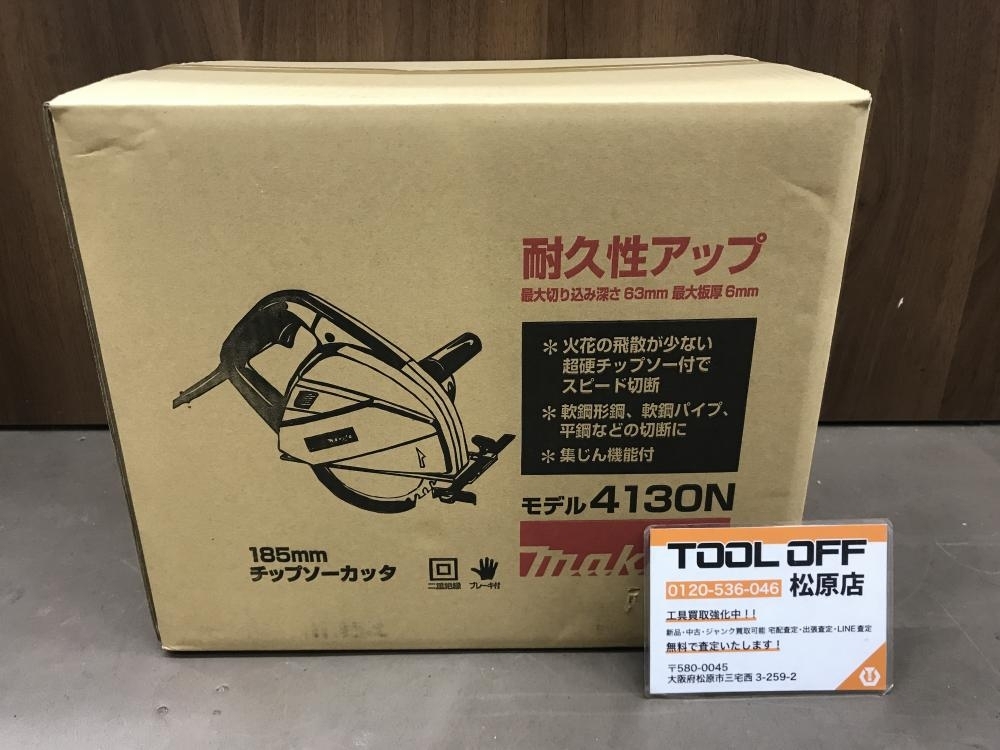 耐久性アップ
最大切り込み深さ 63mm 最大板厚 6mm
＊ 火花の飛散が少ない
超硬チップソー付で
スピード切断
＊ 軟鋼形鋼、軟鋼パイプ、
平鋼などの切断に
＊ 集じん機能付
モデル 4130N
makita
185mm
チップソーカッタ
二重絶縁
ブレーキ付
TOOL OFF
0120-536-046 松原店
工具買取強化中！！
新品・中古・ジャンク買取可能 宅配査定・出張査定・LINE査定
無料で査定いたします！
〒580-0045
大阪府松原市三宅西 3-259-2